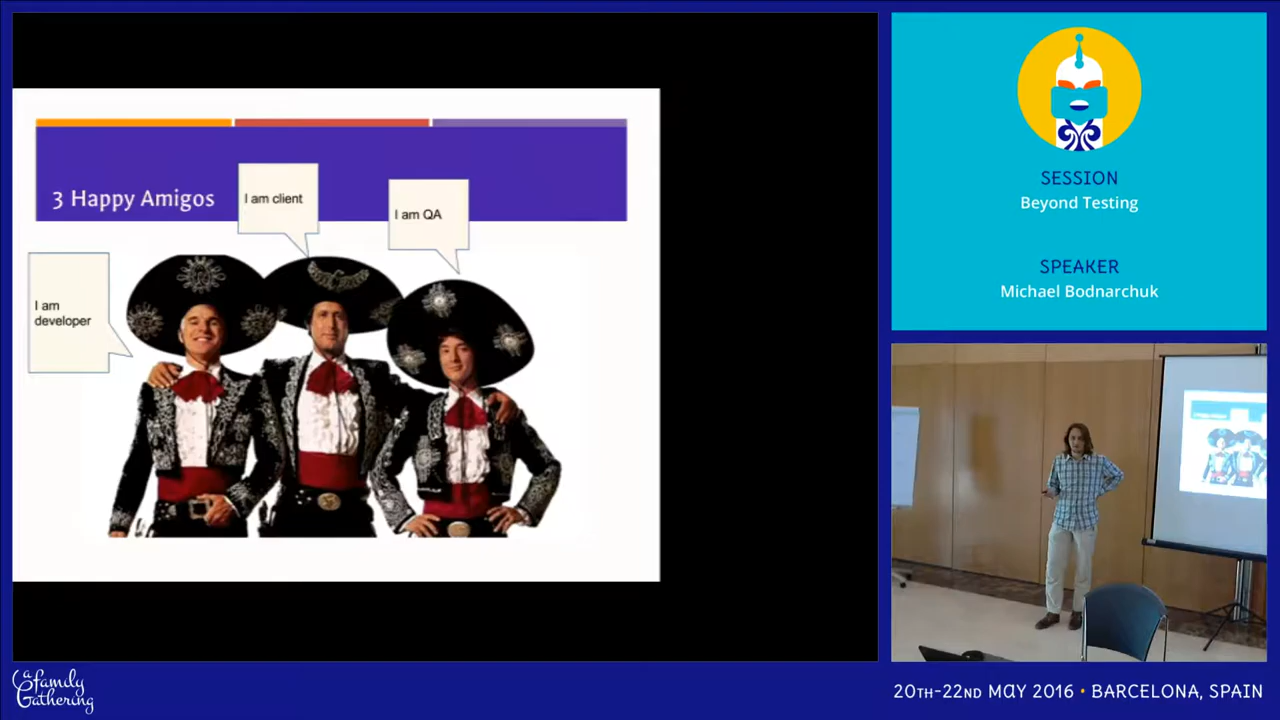 3 Happy Amigos
I am client
I am QA
I am
developer
SESSION
Beyond Testing
SPEAKER
Michael Bodnarchuk
a family
Gathering
20TH-22ND MAY 2016 • BARCELONA, SPAIN